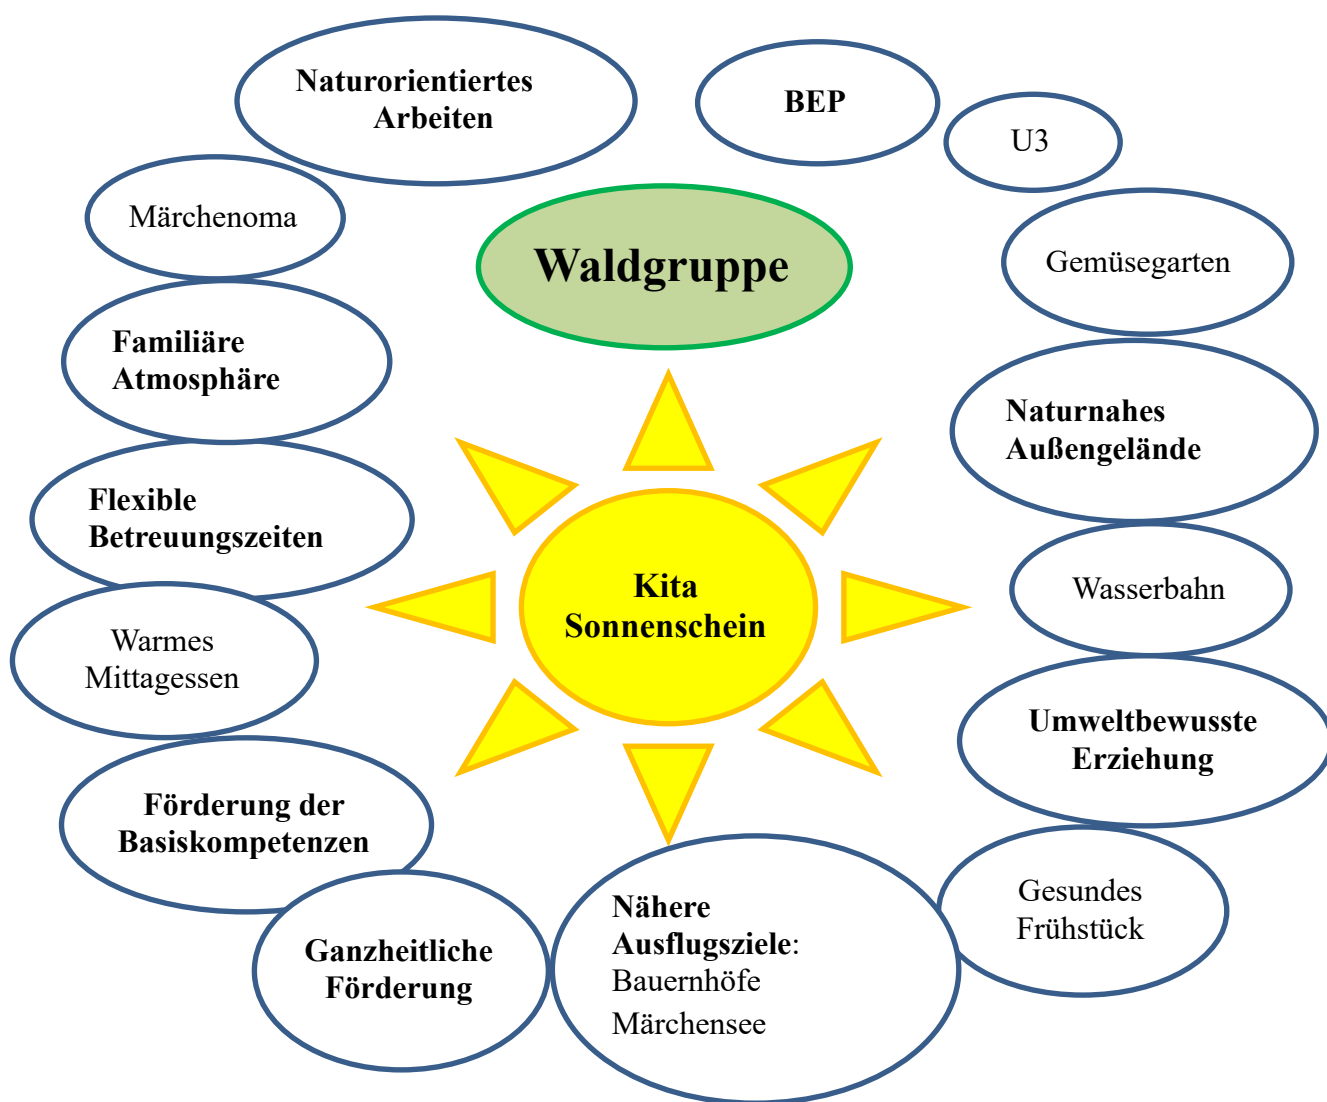 Naturorientiertes
Arbeiten
BEP
U3
Märchenoma
Waldgruppe
Gemüsegarten
Familiäre
Atmosphäre
Naturnahes
Außengelände
Flexible
Betreuungszeiten
Kita
Sonnenschein
Wasserbahn
Warmes
Mittagessen
Umweltbewusste
Erziehung
Förderung der
Basiskompetenzen
Gesundes
Frühstück
Nähere
Ausflugsziele:
Bauernhöfe
Märchensee
Ganzheitliche
Förderung